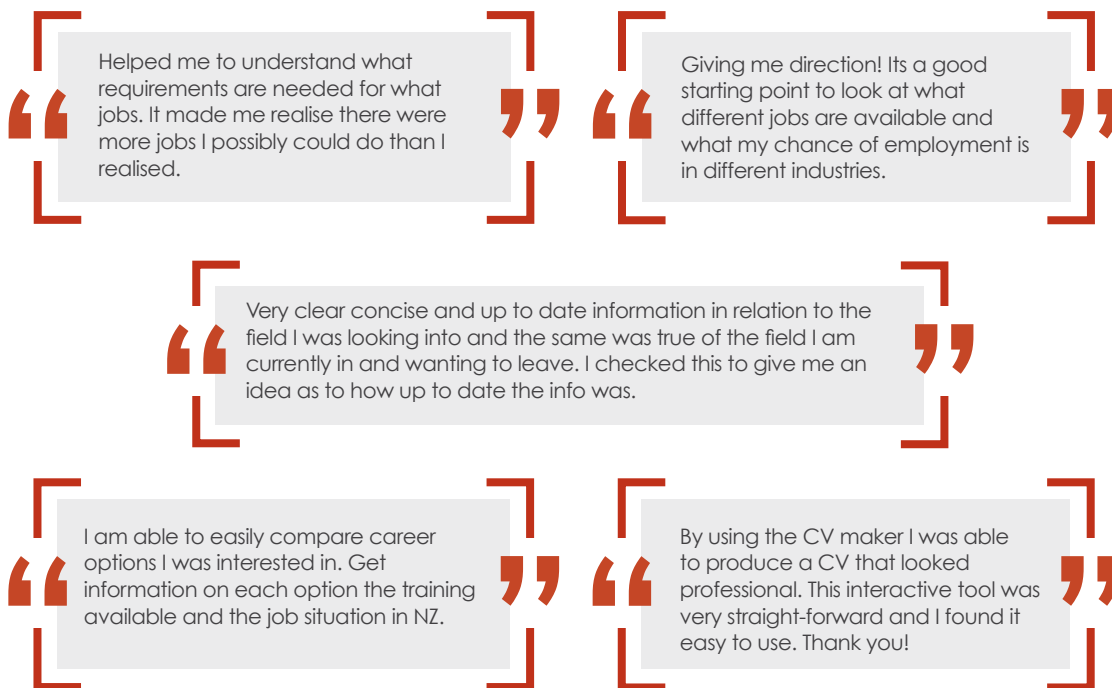 Helped me to understand what
requirements are needed for what
jobs. It made me realise there were
more jobs I possibly could do than I
realised.
Giving me direction! Its a good
starting point to look at what
different jobs are available and
what my chance of employment is
in different industries.
Very clear concise and up to date information in relation to the
field I was looking into and the same was true of the field I am
currently in and wanting to leave. I checked this to give me an
idea as to how up to date the info was.
I am able to easily compare career
options I was interested in. Get
information on each option the training
available and the job situation in NZ.
By using the CV maker I was able
to produce a CV that looked
professional. This interactive tool was
very straight-forward and I found it
easy to use. Thank you!